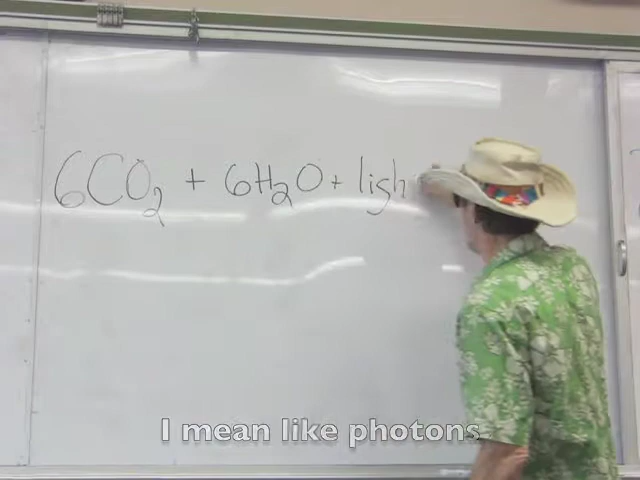 6CO₂ + 6H₂O + ligh
I mean like photons